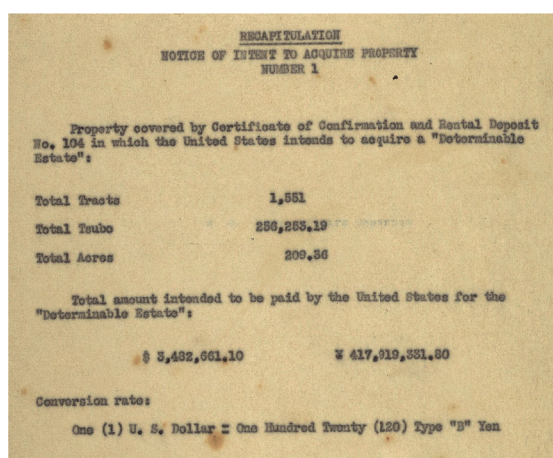 RECAPITULATION
NOTICE OF INTENT TO ACQUIRE PROPERTY
NUMBER 1
Property covered by Certificate of Confirmation and Rental Deposit
No. 104 in which the United States intends to acquire a "Determinable
Estate":
Total Tracts 1,551
Total Tsubo 256,253.19
Total Acres 209.36
Total amount intended to be paid by the United States for the
"Determinable Estate":
$ 3,482,661.10 ¥ 417,919,331.80
Conversion rate:
One (1) U. S. Dollar = One Hundred Twenty (120) Type "B" Yen